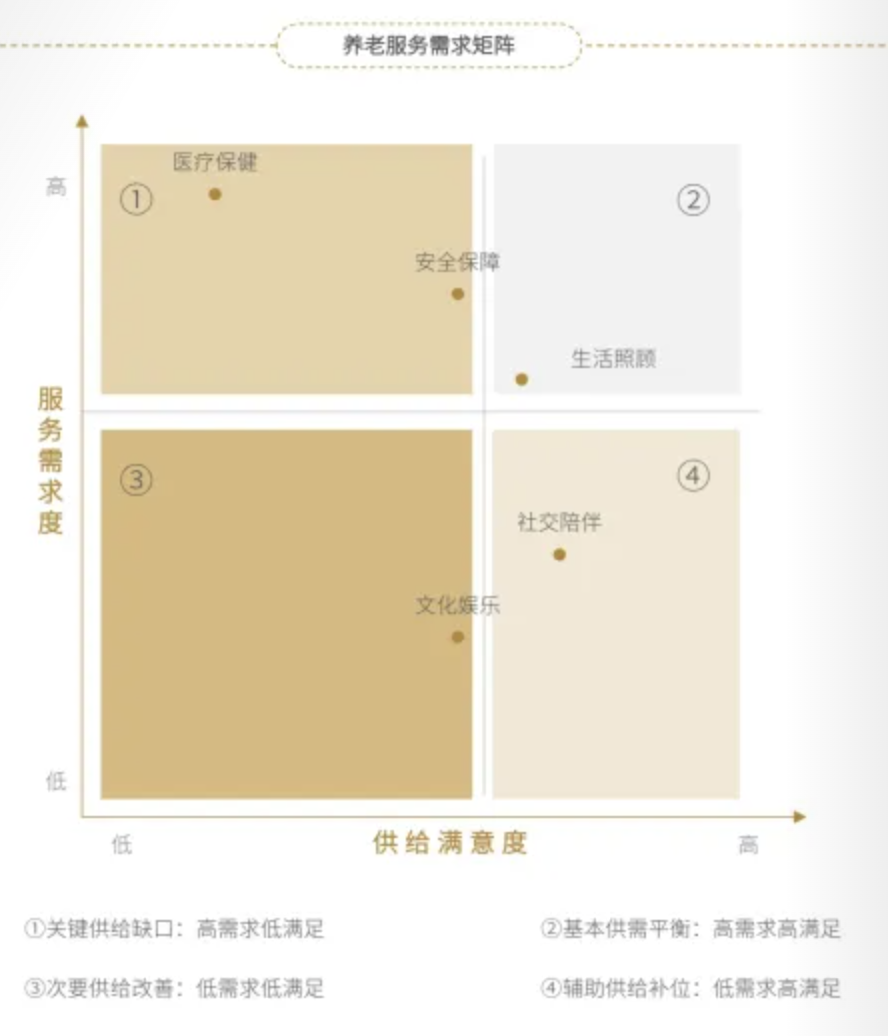 养老服务需求矩阵
高
医疗保健
①
②
安全保障
生活照顾
服务需求度
③
④
社交陪伴
文化娱乐
低
低
供给满意度
高
①关键供给缺口：高需求低满足
②基本供需平衡：高需求高满足
③次要供给改善：低需求低满足
④辅助供给补位：低需求高满足